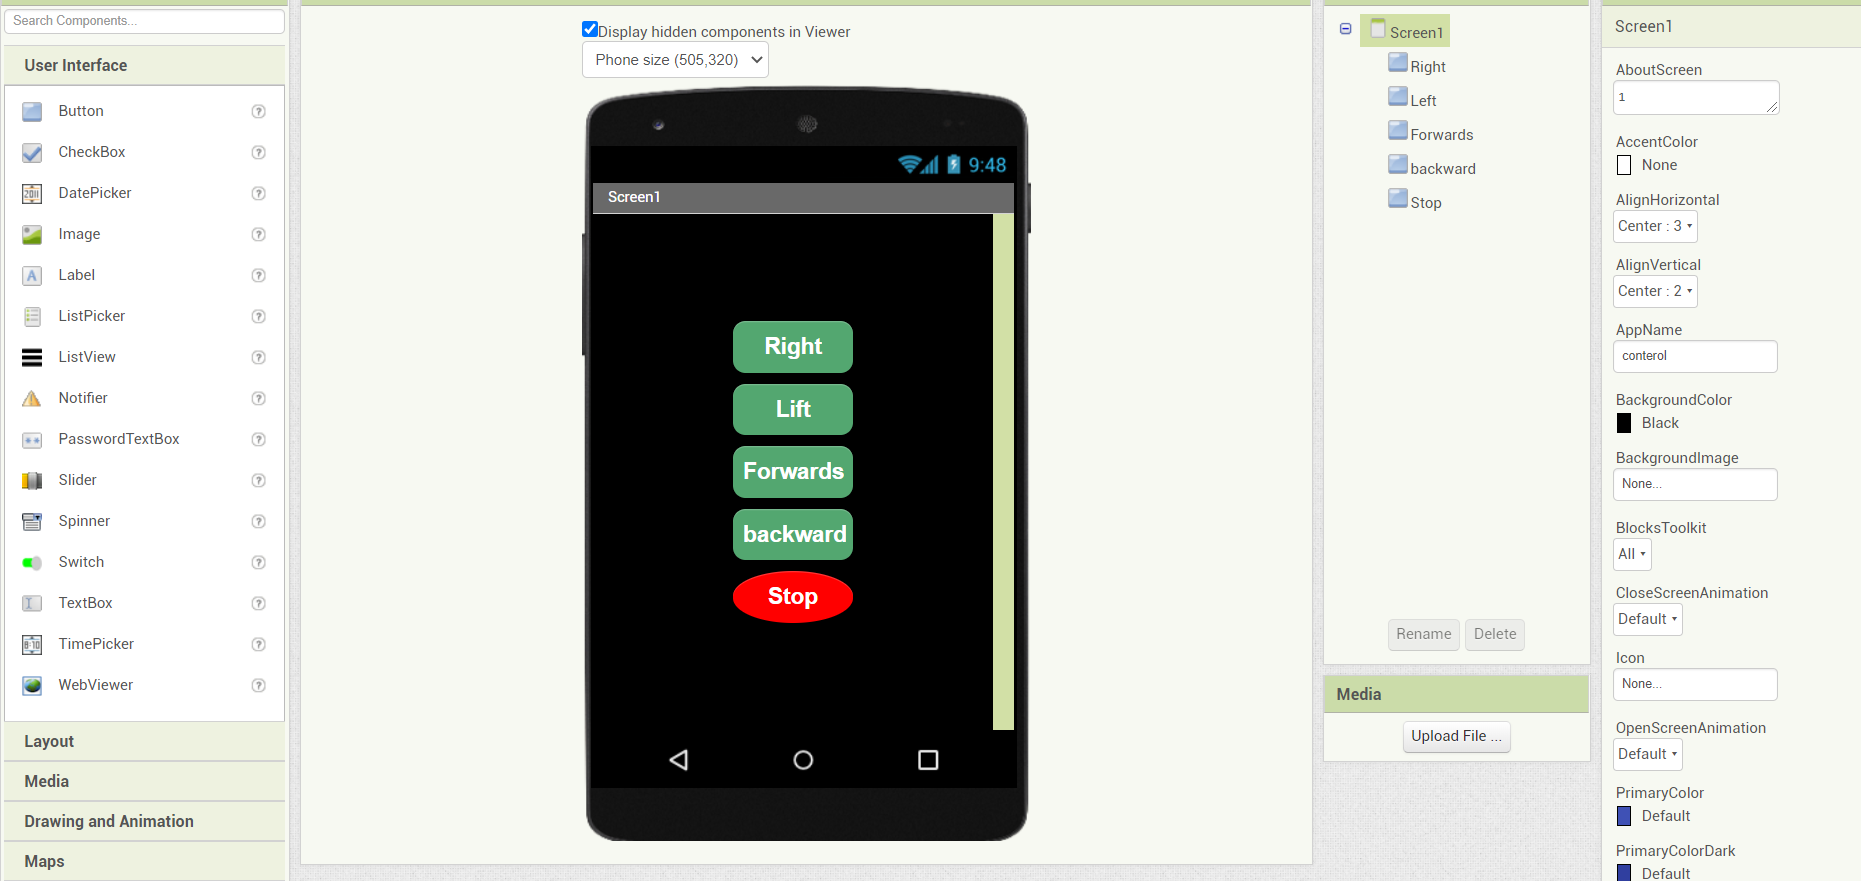 Search Components...
User Interface
Button
CheckBox
DatePicker
Image
Label
ListPicker
ListView
Notifier
PasswordTextBox
Slider
Spinner
Switch
TextBox
TimePicker
WebViewer
Layout
Media
Drawing and Animation
Maps
Display hidden components in Viewer
Phone size (505,320)
9:48
Screen1
Right
Lift
Forwards
backward
Stop
Screen1
Right
Left
Forwards
backward
Stop
Rename Delete
Media
Upload File ...
Screen1
AboutScreen
1
AccentColor
None
AlignHorizontal
Center : 3
AlignVertical
Center : 2
AppName
conterol
BackgroundColor
Black
BackgroundImage
None...
BlocksToolkit
All
CloseScreenAnimation
Default
Icon
None...
OpenScreenAnimation
Default
PrimaryColor
Default
PrimaryColorDark
Default